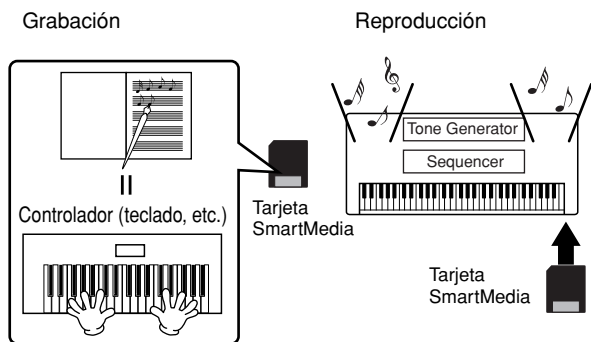 Grabación
Controlador (teclado, etc.)
Tarjeta
SmartMedia
Reproducción
Tone Generator
Sequencer
Tarjeta
SmartMedia